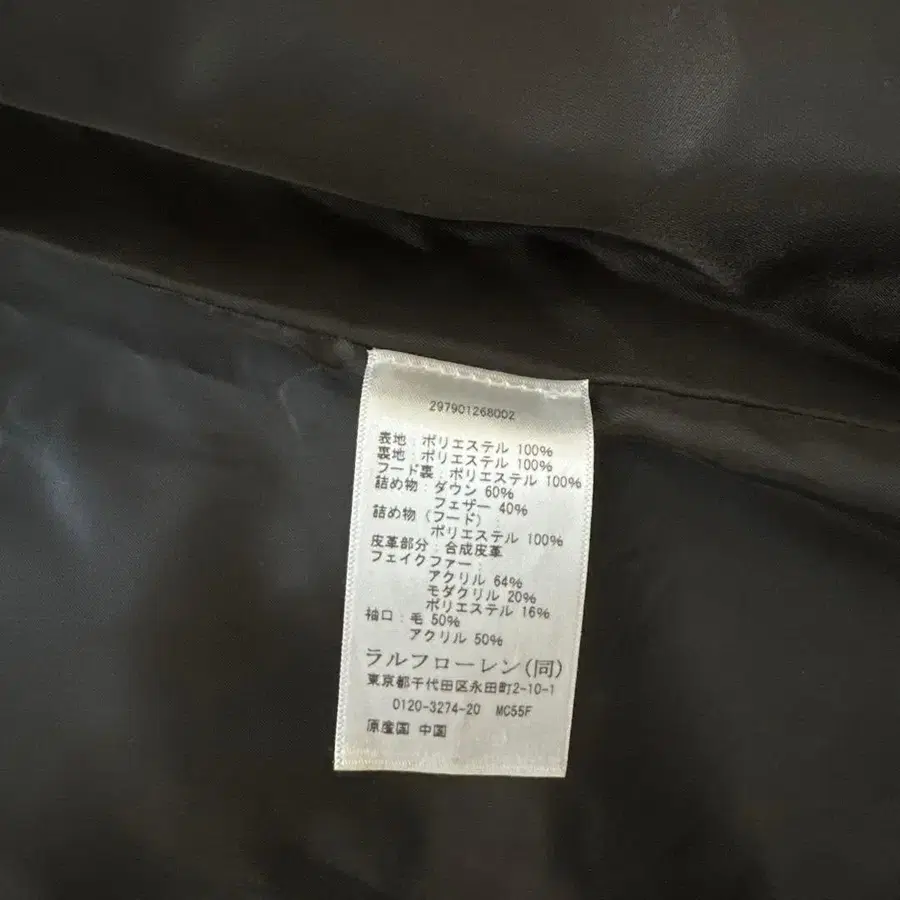 297901268002
表地：ポリエステル 100%
裏地：ポリエステル 100%
フード裏：ポリエステル 100%
詰め物：ダウン 60%
フェザー 40%
詰め物（フード）：
ポリエステル 100%
皮革部分：合成皮革
フェイクファー：
アクリル 64%
モダクリル 20%
ポリエステル 16%
袖口：毛 50%
アクリル 50%
ラルフローレン(同)
東京都千代田区永田町2-10-1
0120-3274-20 MC55F
原産国 中国